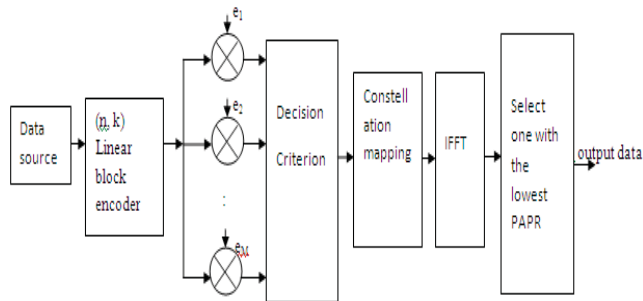 Data
source
(n, k)
Linear
block
encoder
e1
e2
:
eM
Decision
Criterion
Constell
ation
mapping
IFFT
Select
one with
the
lowest
PAPR
output data